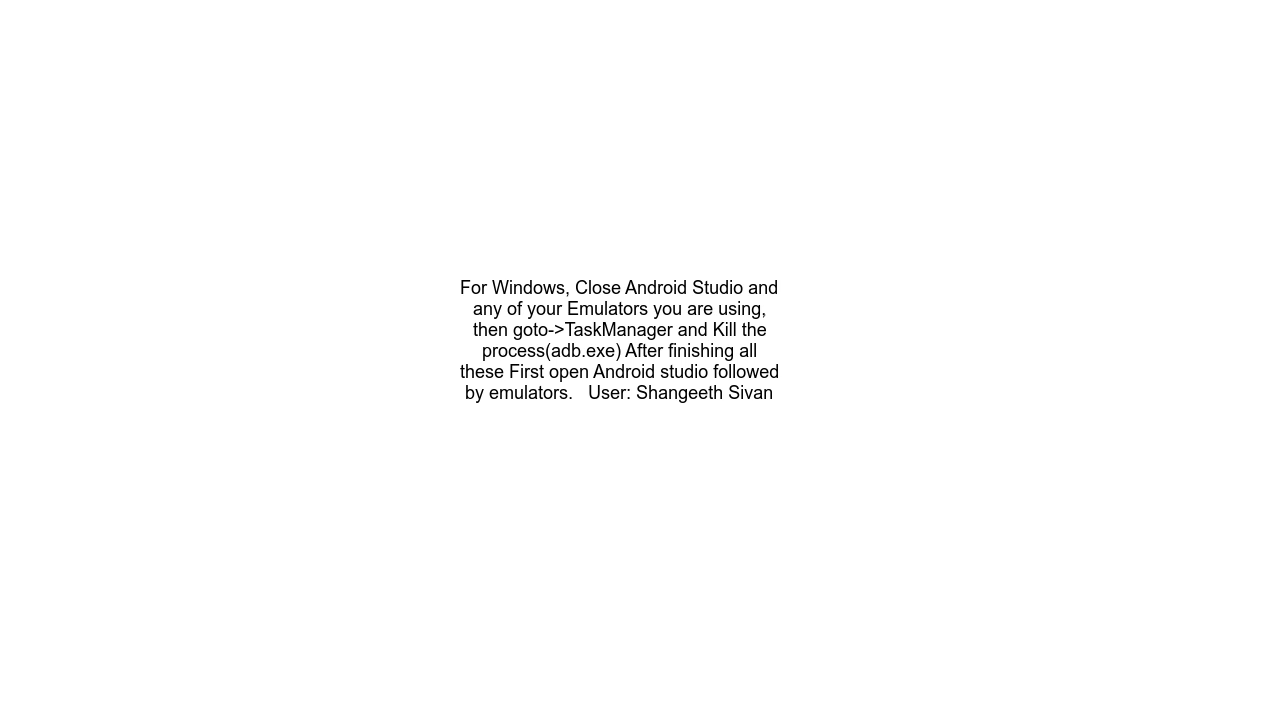 For Windows, Close Android Studio and
any of your Emulators you are using,
then goto->TaskManager and Kill the
process(adb.exe) After finishing all
these First open Android studio followed
by emulators.   User: Shangeeth Sivan